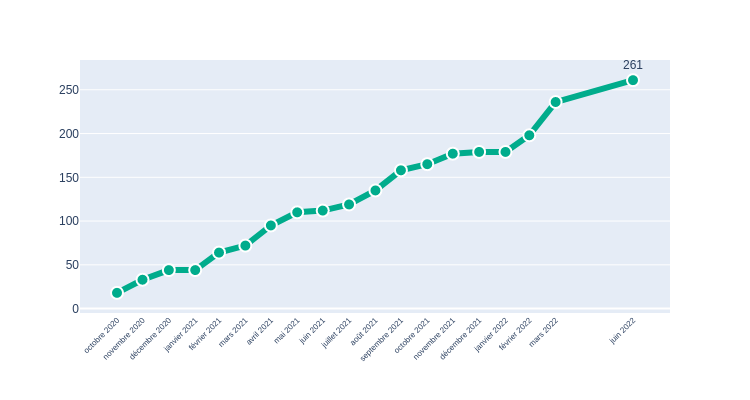 261
250
200
150
100
50
0
octobre 2020
novembre 2020
décembre 2020
janvier 2021
février 2021
mars 2021
avril 2021
mai 2021
juin 2021
juillet 2021
août 2021
septembre 2021
octobre 2021
novembre 2021
décembre 2021
janvier 2022
février 2022
mars 2022
juin 2022